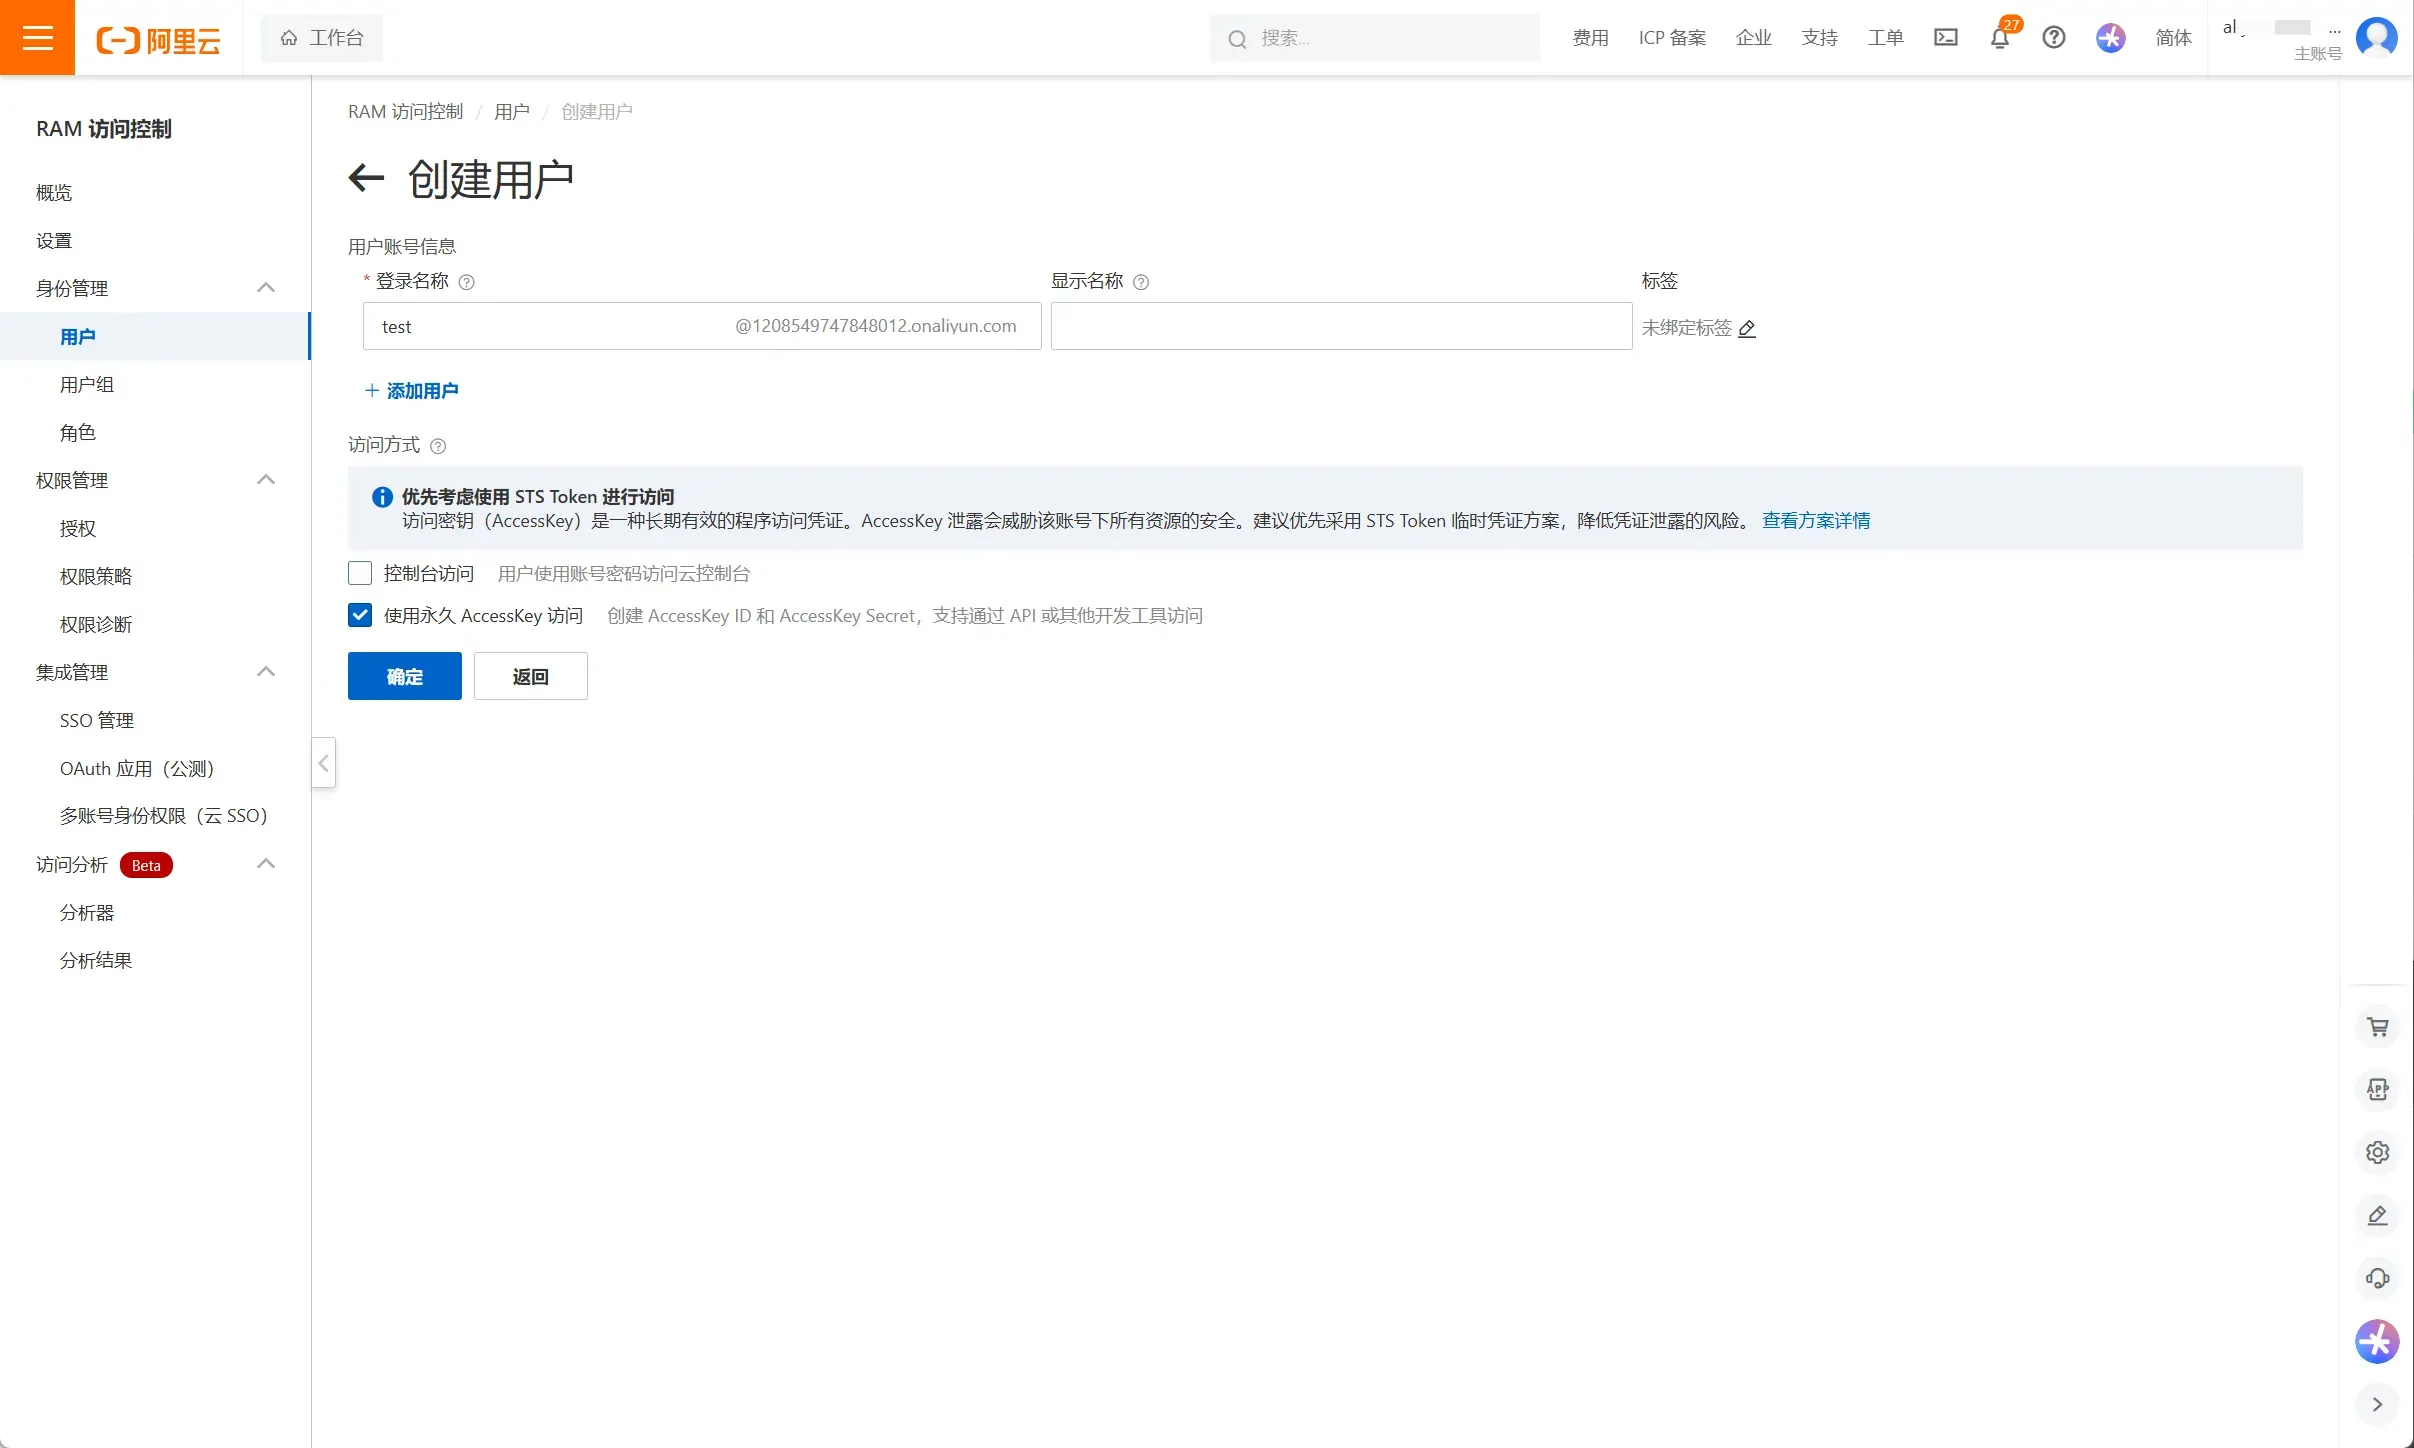 阿里云
工作台
搜索...
费用
ICP 备案
企业
支持
工单
27
简体
主账号
RAM 访问控制
概览
设置
身份管理
用户
用户组
角色
权限管理
授权
权限策略
权限诊断
集成管理
SSO 管理
OAuth 应用（公测）
多账号身份权限（云 SSO）
访问分析 Beta
分析器
分析结果
RAM 访问控制 / 用户 / 创建用户
创建用户
用户账号信息
* 登录名称
显示名称
标签
test @1208549747848012.onaliyun.com
未绑定标签
添加用户
访问方式
优先考虑使用 STS Token 进行访问
访问密钥（AccessKey）是一种长期有效的程序访问凭证。AccessKey 泄露会威胁该账号下所有资源的安全。建议优先采用 STS Token 临时凭证方案，降低凭证泄露的风险。 查看方案详情
控制台访问 用户使用账号密码访问云控制台
使用永久 AccessKey 访问 创建 AccessKey ID 和 AccessKey Secret，支持通过 API 或其他开发工具访问
确定
返回
APP